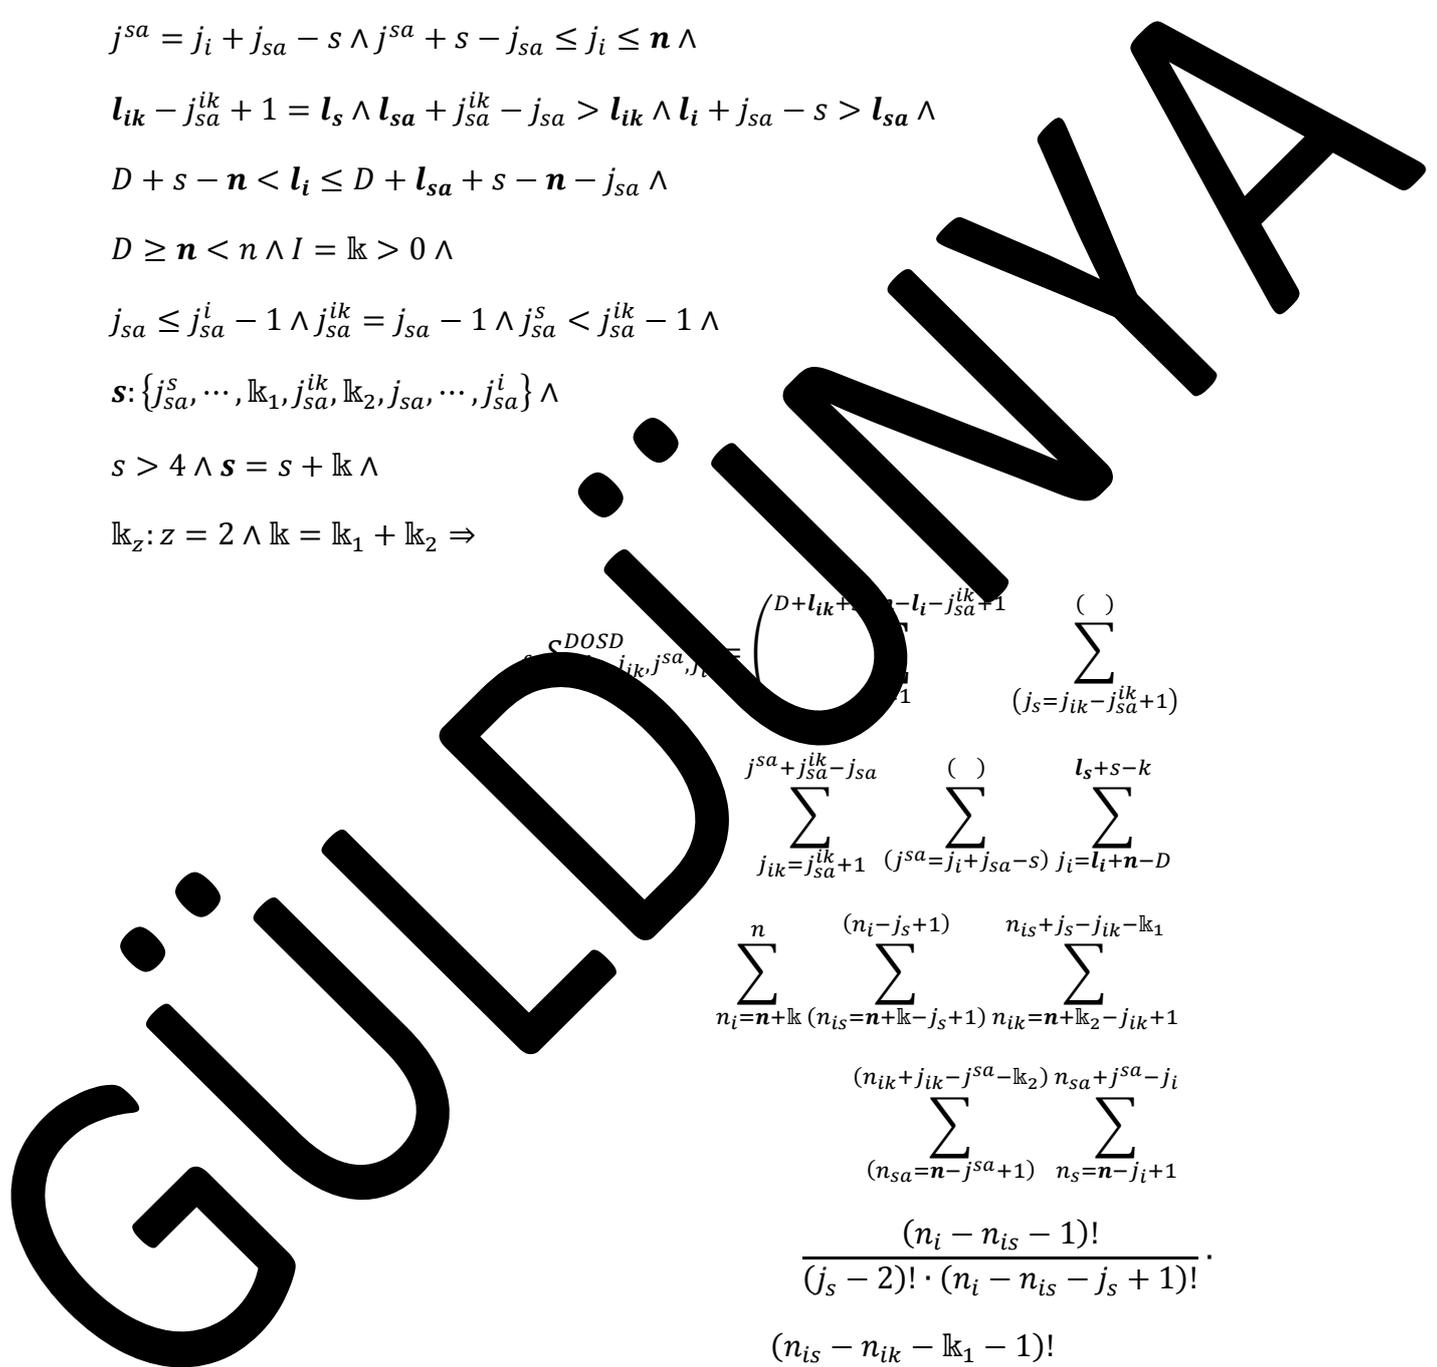 j^{sa} = j_i + j_{sa} − s ∧ j^{sa} + s − j_{sa} ≤ j_i ≤ 𝒏 ∧
𝒍_{𝒊𝒌} − j_{sa}^{ik} + 1 = 𝒍_𝒔 ∧ 𝒍_{𝒔𝒂} + j_{sa}^{ik} − j_{sa} > 𝒍_{𝒊𝒌} ∧ 𝒍_𝒊 + j_{sa} − s > 𝒍_{𝒔𝒂} ∧
D + s − 𝒏 < 𝒍_𝒊 ≤ D + 𝒍_{𝒔𝒂} + s − 𝒏 − j_{sa} ∧
D ≥ 𝒏 < n ∧ I = 𝕜 > 0 ∧
j_{sa} ≤ j_{sa}^{i} − 1 ∧ j_{sa}^{ik} = j_{sa} − 1 ∧ j_{sa}^{s} < j_{sa}^{ik} − 1 ∧
𝒔: {j_{sa}^{s}, ⋯, 𝕜_1, j_{sa}^{ik}, 𝕜_2, j_{sa}, ⋯, j_{sa}^{i}} ∧
s > 4 ∧ 𝒔 = s + 𝕜 ∧
𝕜_z: z = 2 ∧ 𝕜 = 𝕜_1 + 𝕜_2 ⇒
S^{DOSD} j_{ik}, j^{sa}, = ( ∑ ∑_{(j_s=j_{ik}−j_{sa}^{ik}+1)}^{( )}
∑_{j_{ik}=j_{sa}^{ik}+1}^{j^{sa}+j_{sa}^{ik}−j_{sa}} ∑_{(j^{sa}=j_i+j_{sa}−s)}^{( )} ∑_{j_i=𝒍_𝒊+𝒏−D}^{𝒍_𝒔+s−k}
∑_{n_i=𝒏+𝕜}^{n} ∑_{(n_{is}=𝒏+𝕜−j_s+1)}^{(n_i−j_s+1)} ∑_{n_{ik}=𝒏+𝕜_2−j_{ik}+1}^{n_{is}+j_s−j_{ik}−𝕜_1}
∑_{(n_{sa}=𝒏−j^{sa}+1)}^{(n_{ik}+j_{ik}−j^{sa}−𝕜_2)} ∑_{n_s=𝒏−j_i+1}^{n_{sa}+j^{sa}−j_i}
(n_i − n_{is} − 1)!
(j_s − 2)! · (n_i − n_{is} − j_s + 1)! ·
(n_{is} − n_{ik} − 𝕜_1 − 1)!
GÜLDÜNYA